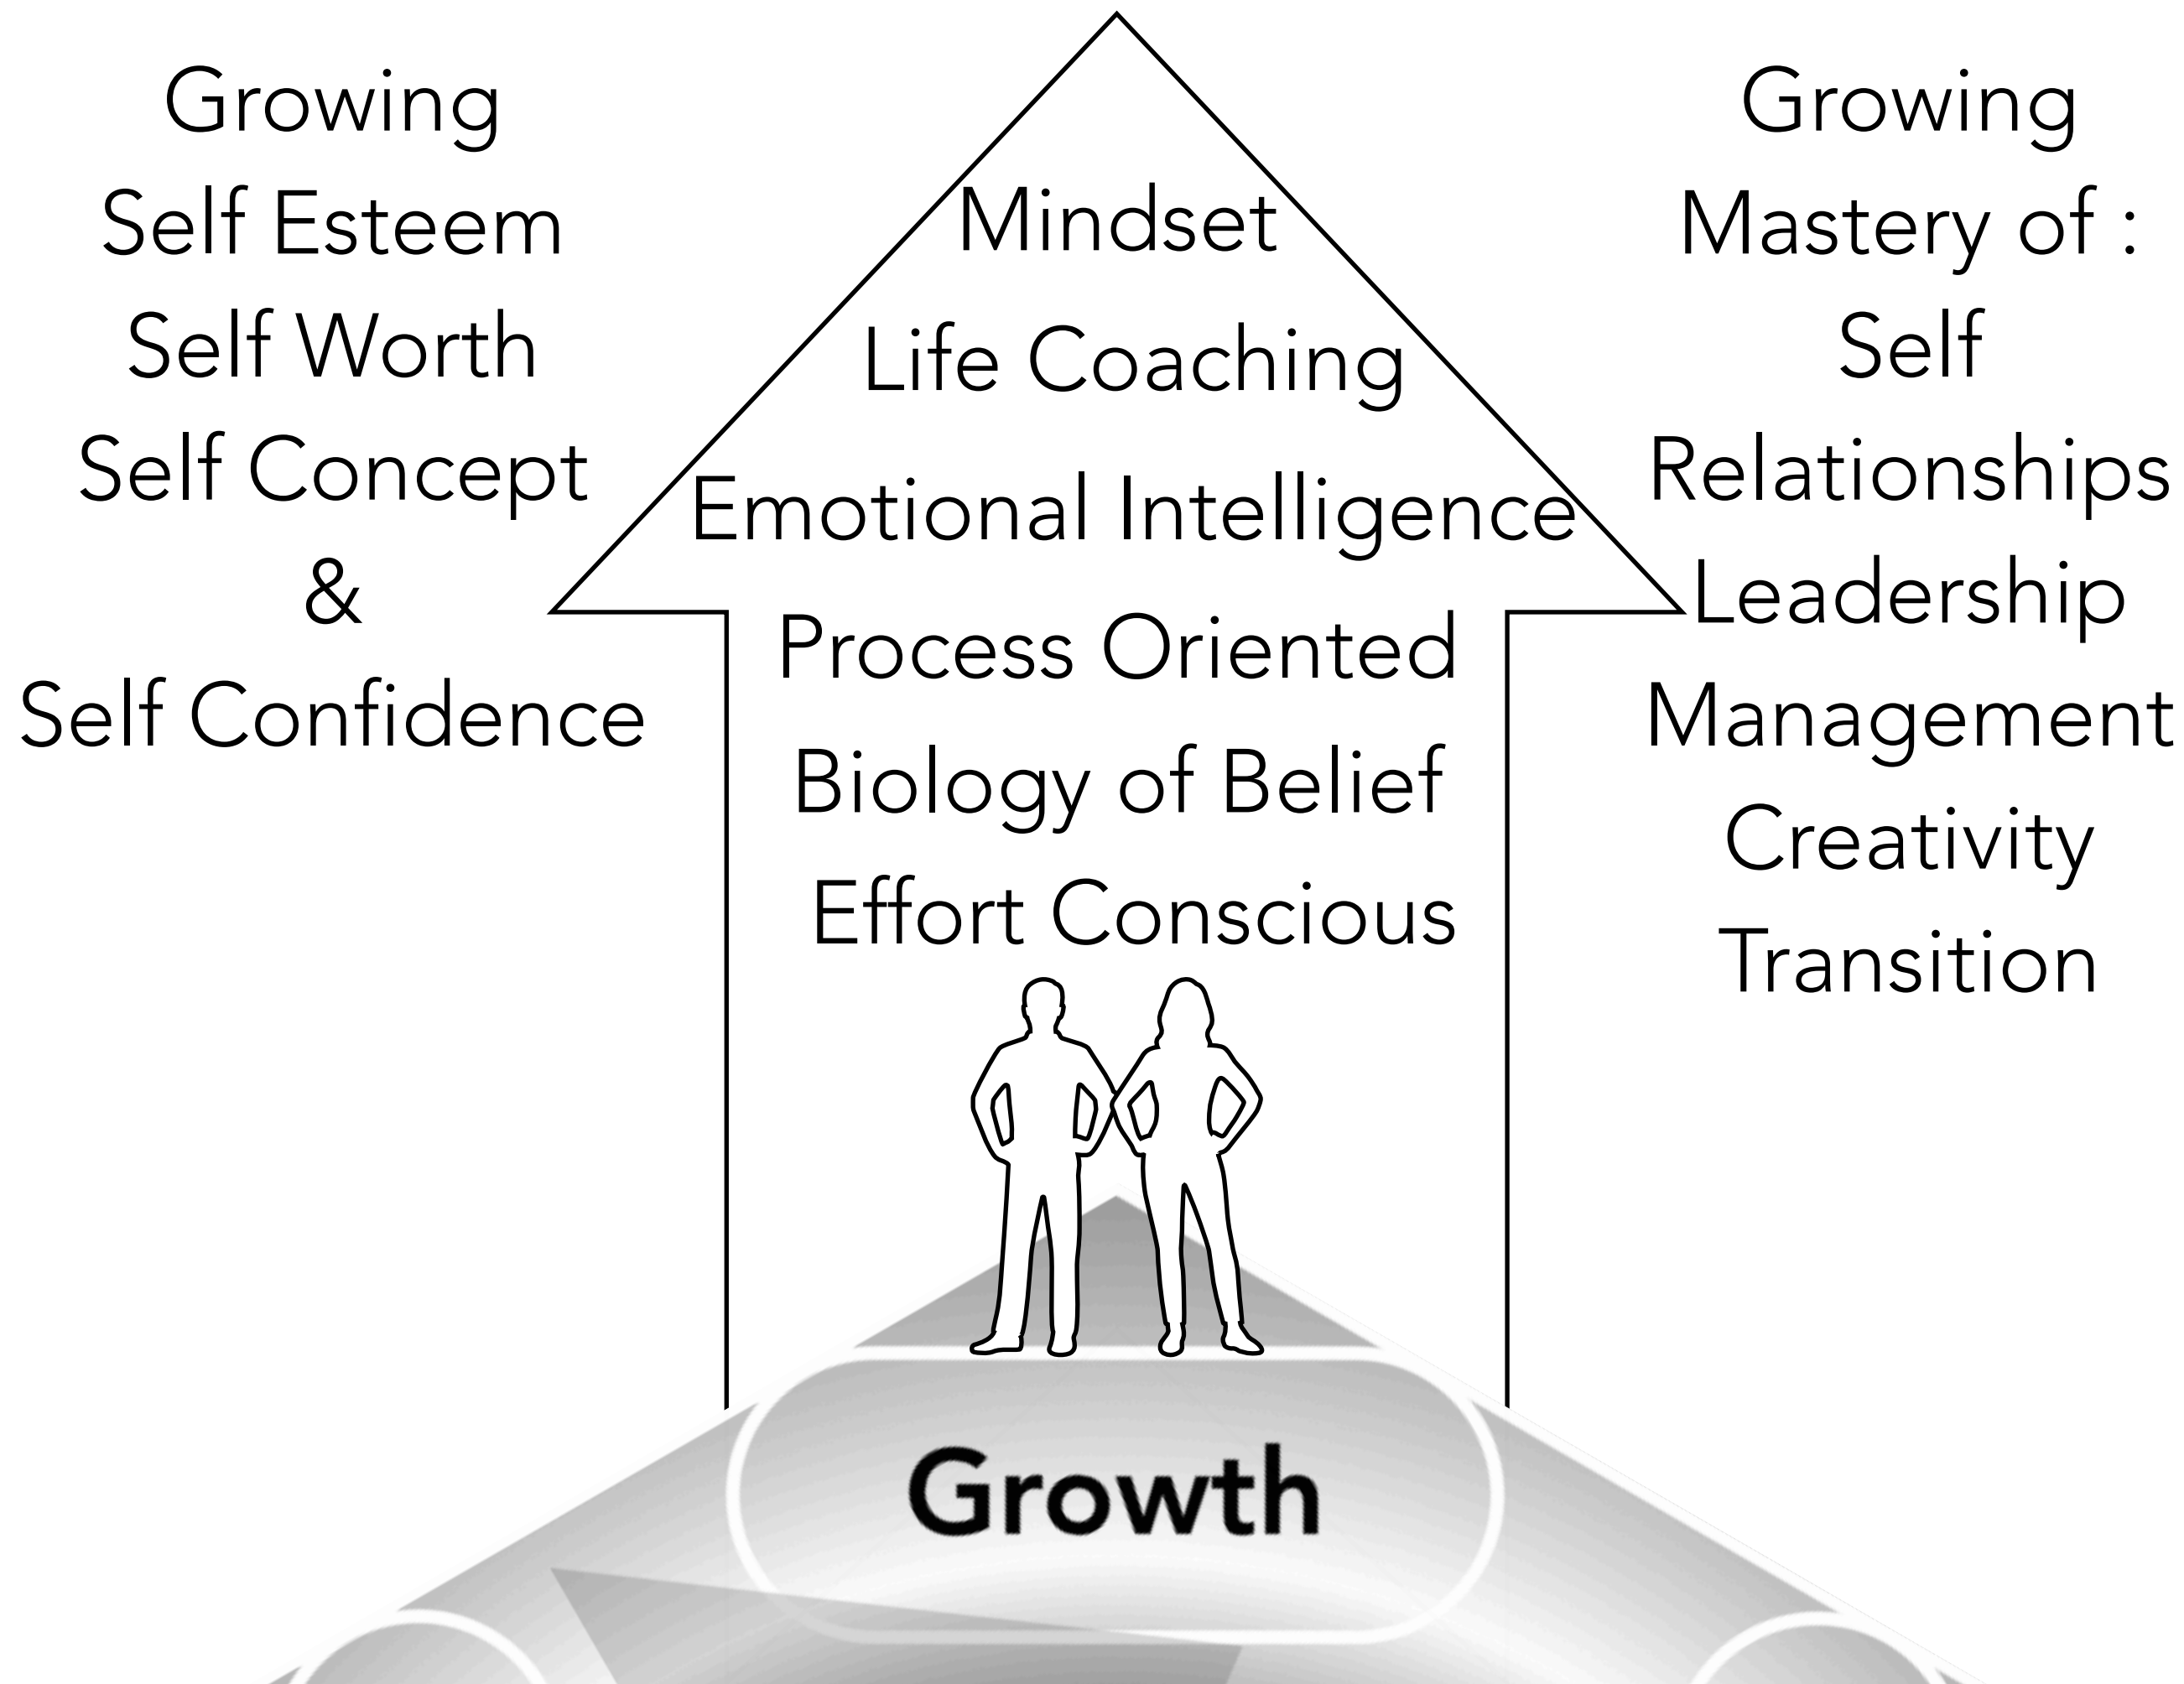 Growing
Self Esteem
Self Worth
Self Concept
&
Self Confidence
Mindset
Life Coaching
Emotional Intelligence
Process Oriented
Biology of Belief
Effort Conscious
Growing
Mastery of :
Self
Relationships
Leadership
Management
Creativity
Transition
Growth